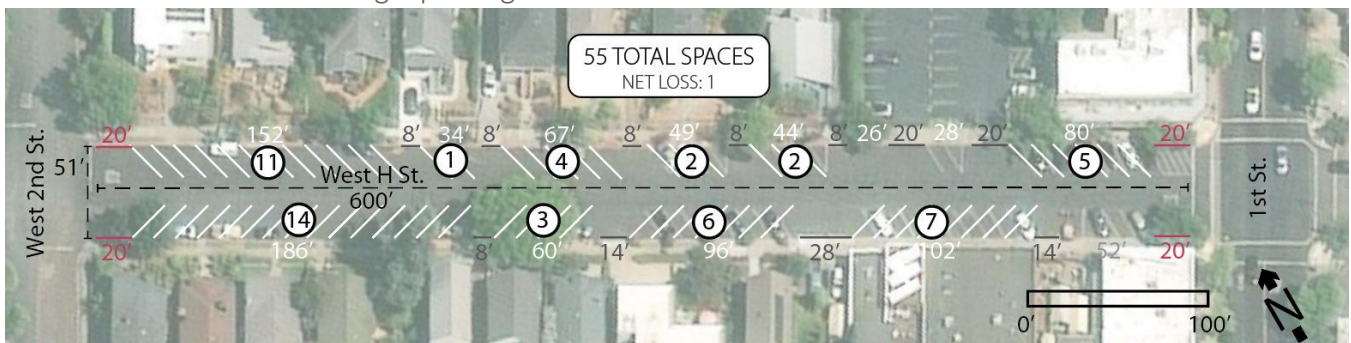 55 TOTAL SPACES
NET LOSS: 1
20' 152' 8' 34' 8' 67' 8' 49' 8' 44' 8' 26' 20' 28' 20' 80' 20'
West 2nd St.
51'
11 1 4 2 2 5
West H St.
600'
14 3 6 7
20' 186' 8' 60' 14' 96' 28' 102' 14' 52' 20'
1st St.
0' 100'
N